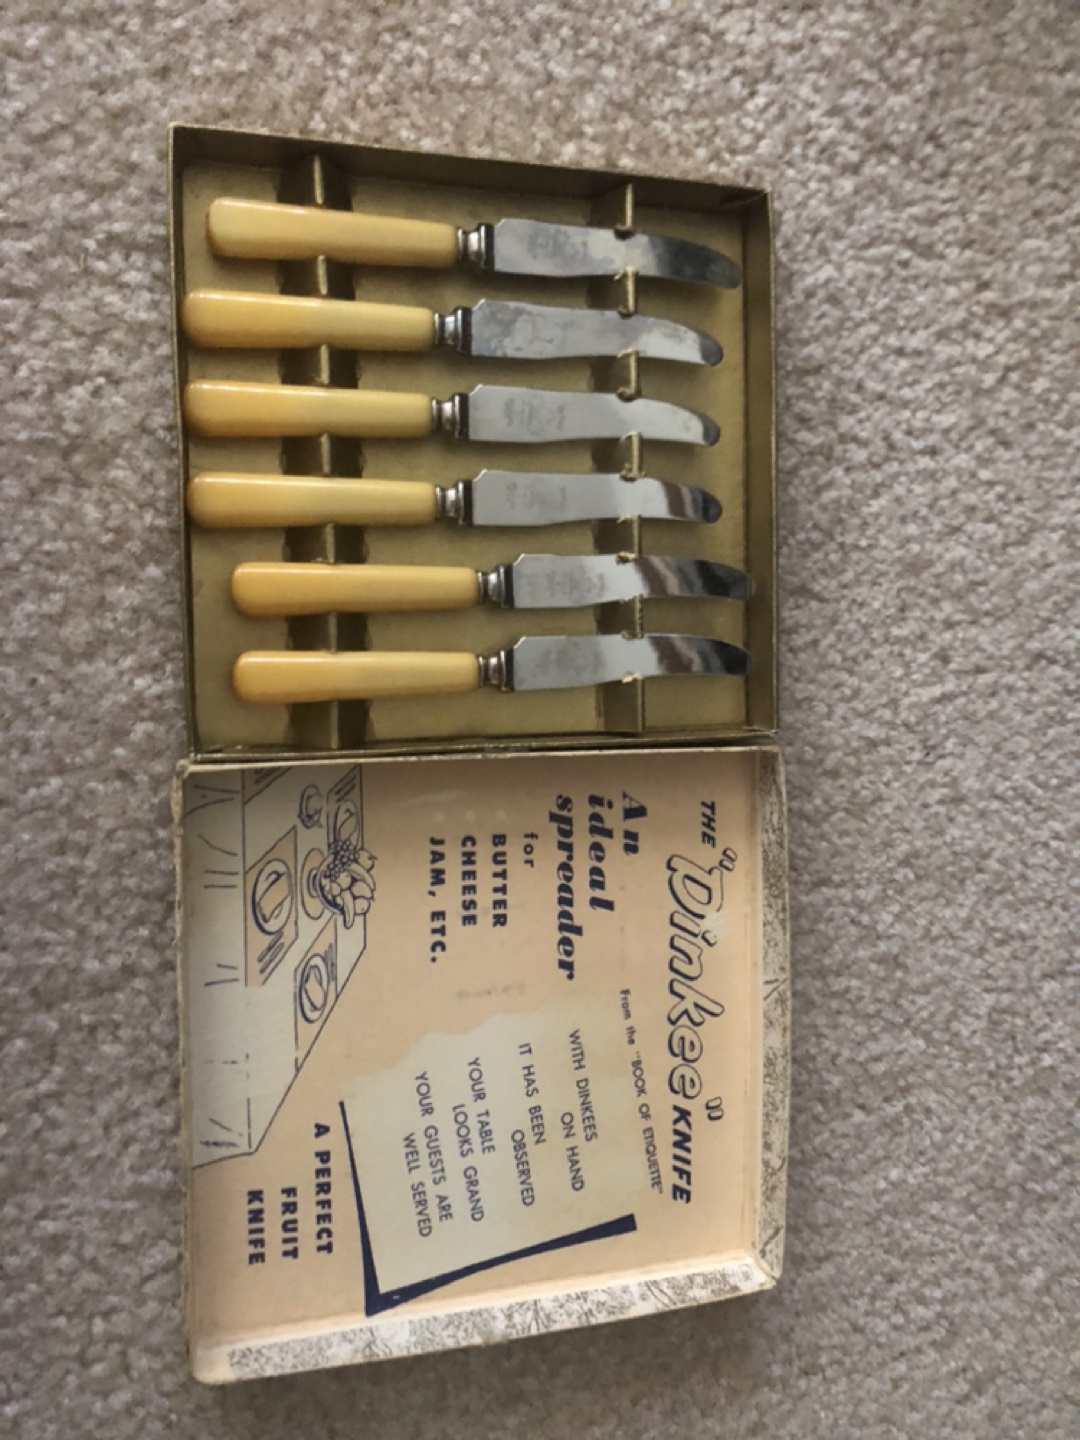 THE "Dinkee" KNIFE
An
ideal
spreader
for
BUTTER
CHEESE
JAM, ETC.
From the "BOOK OF ETIQUETTE"
WITH DINKEES
ON HAND
IT HAS BEEN
OBSERVED
YOUR TABLE
LOOKS GRAND
YOUR GUESTS ARE
WELL SERVED
A PERFECT
FRUIT
KNIFE